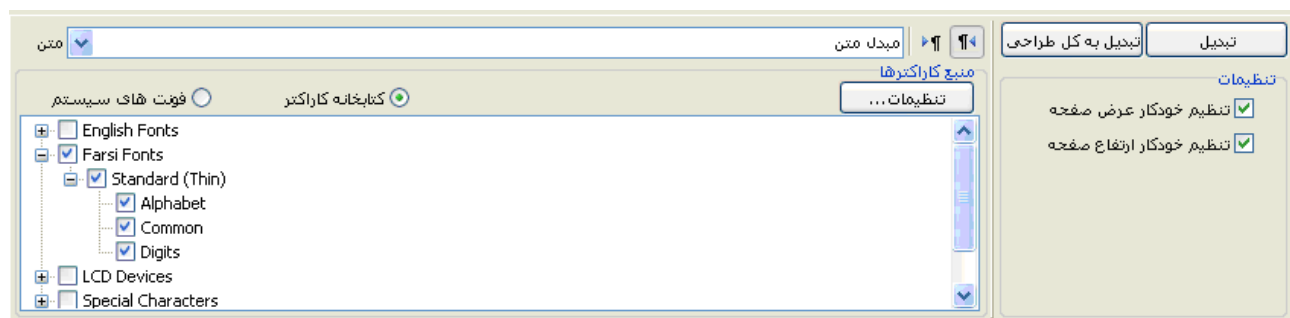 تبدیل
تبدیل به کل طراحی
¶ ¶
مبدل متن
متن
تنظیمات
تنظیم خودکار عرض صفحه
تنظیم خودکار ارتفاع صفحه
منبع کاراکترها
تنظیمات...
کتابخانه کاراکتر
فونت های سیستم
English Fonts
Farsi Fonts
Standard (Thin)
Alphabet
Common
Digits
LCD Devices
Special Characters